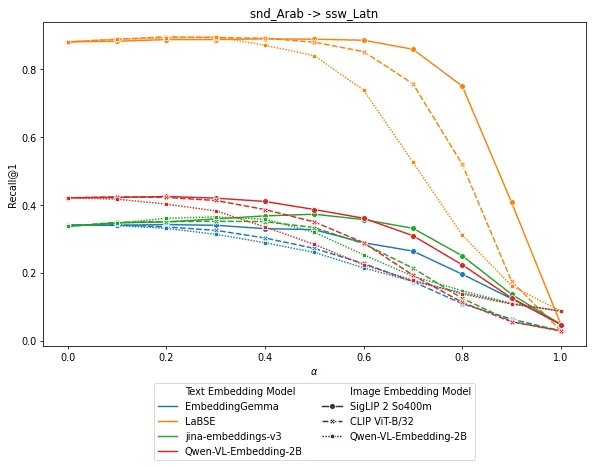 snd_Arab -> ssw_Latn
Recall@1
0.8
0.6
0.4
0.2
0.0
0.0 0.2 0.4 0.6 0.8 1.0
α
Text Embedding Model Image Embedding Model
EmbeddingGemma SigLIP 2 So400m
LaBSE CLIP ViT-B/32
jina-embeddings-v3 Qwen-VL-Embedding-2B
Qwen-VL-Embedding-2B